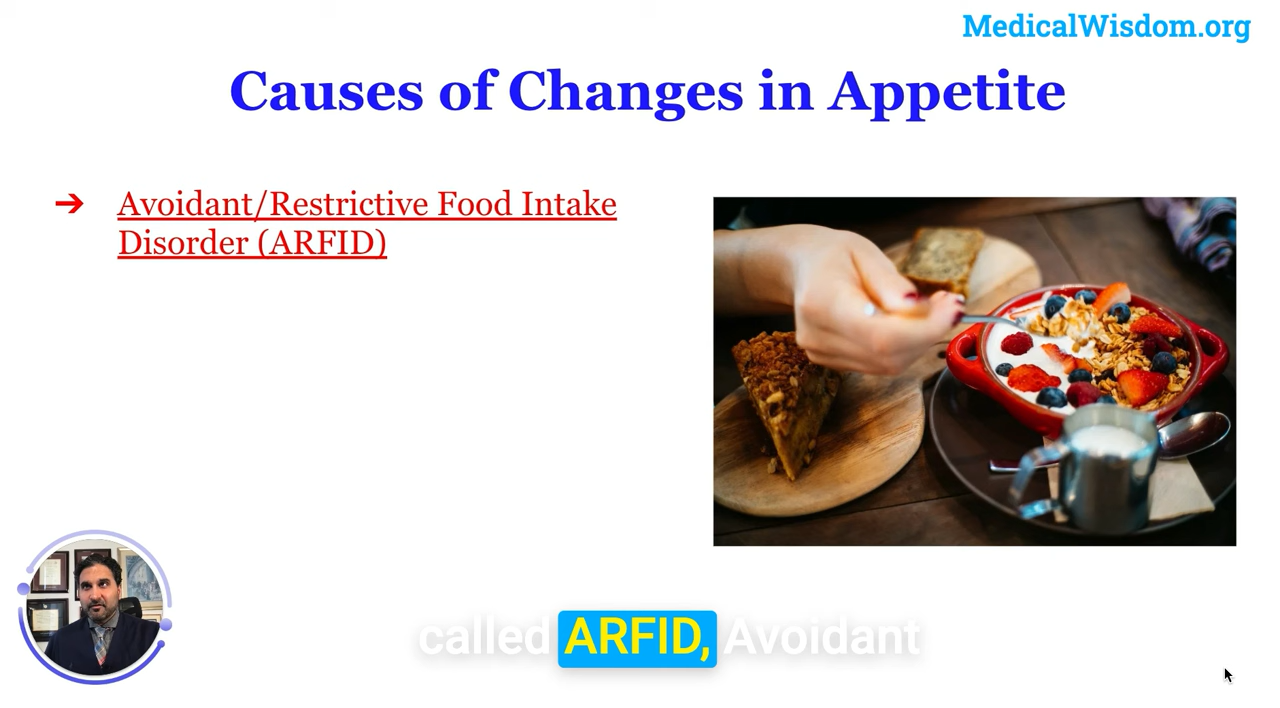 MedicalWisdom.org
Causes of Changes in Appetite
➔ Avoidant/Restrictive Food Intake
Disorder (ARFID)
called ARFID, Avoidant